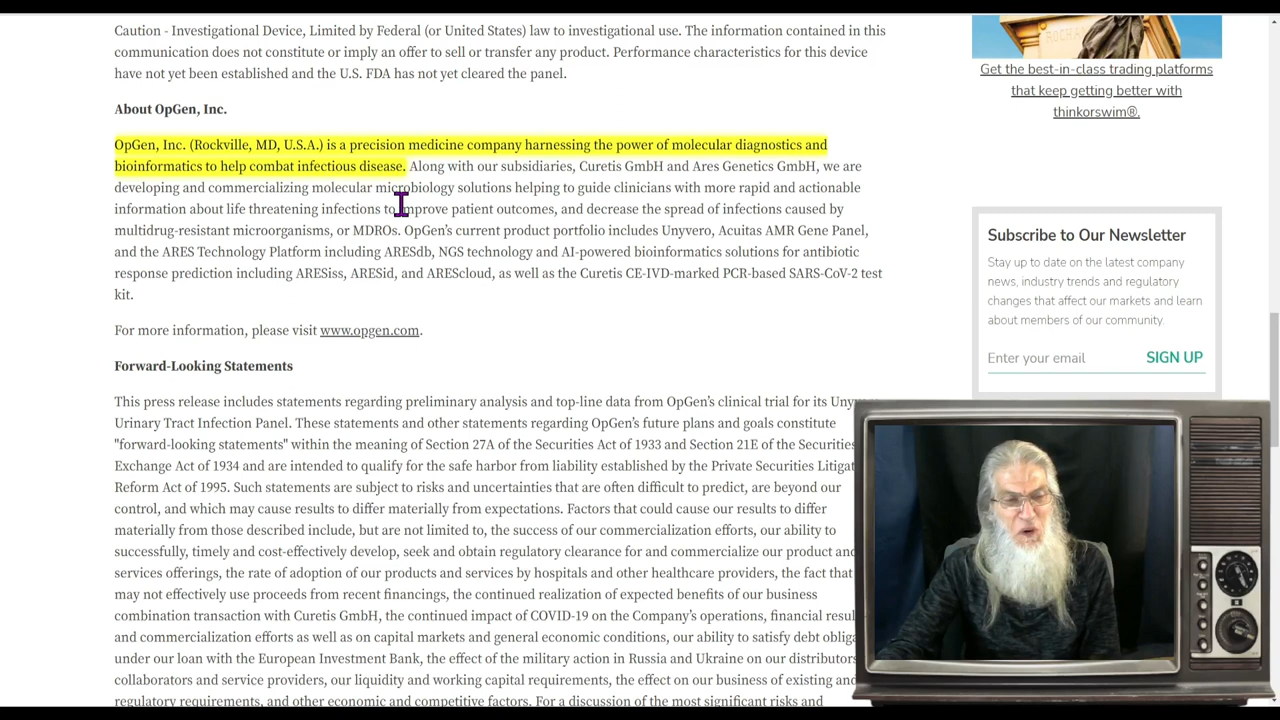 Caution - Investigational Device, Limited by Federal (or United States) law to investigational use. The information contained in this
communication does not constitute or imply an offer to sell or transfer any product. Performance characteristics for this device
have not yet been established and the U.S. FDA has not yet cleared the panel.
About OpGen, Inc.
OpGen, Inc. (Rockville, MD, U.S.A.) is a precision medicine company harnessing the power of molecular diagnostics and
bioinformatics to help combat infectious disease. Along with our subsidiaries, Curetis GmbH and Ares Genetics GmbH, we are
developing and commercializing molecular microbiology solutions helping to guide clinicians with more rapid and actionable
information about life threatening infections to improve patient outcomes, and decrease the spread of infections caused by
multidrug-resistant microorganisms, or MDROs. OpGen's current product portfolio includes Unyvero, Acuitas AMR Gene Panel,
and the ARES Technology Platform including ARESdb, NGS technology and AI-powered bioinformatics solutions for antibiotic
response prediction including ARESiss, ARESid, and AREScloud, as well as the Curetis CE-IVD-marked PCR-based SARS-CoV-2 test
kit.
For more information, please visit www.opgen.com.
Forward-Looking Statements
This press release includes statements regarding preliminary analysis and top-line data from OpGen's clinical trial for its
Urinary Tract Infection Panel. These statements and other statements regarding OpGen's future plans and goals constitute
"forward-looking statements" within the meaning of Section 27A of the Securities Act of 1933 and Section 21E of the Securities
Exchange Act of 1934 and are intended to qualify for the safe harbor from liability established by the Private Securities
Reform Act of 1995. Such statements are subject to risks and uncertainties that are often difficult to predict, are beyond our
control, and which may cause results to differ materially from expectations. Factors that could cause our results to differ
materially from those described include, but are not limited to, the success of our commercialization efforts, our ability to
successfully, timely and cost-effectively develop, seek and obtain regulatory clearance for and commercialize our product and
services offerings, the rate of adoption of our products and services by hospitals and other healthcare providers, the fact that
may not effectively use proceeds from recent financings, the continued realization of expected benefits of our business
combination transaction with Curetis GmbH, the continued impact of COVID-19 on the Company's operations, financial
and commercialization efforts as well as on capital markets and general economic conditions, our ability to satisfy debt
under our loan with the European Investment Bank, the effect of the military action in Russia and Ukraine on our distributors
collaborators and service providers, our liquidity and working capital requirements, the effect on our business of existing and
regulatory requirements, and other economic and competitive factors. For a discussion of the most significant risks and
Get the best-in-class trading platforms
that keep getting better with
thinkorswim®.
Subscribe to Our Newsletter
Stay up to date on the latest company
news, industry trends and regulatory
changes that affect our markets and learn
about members of our community.
Enter your email SIGN UP